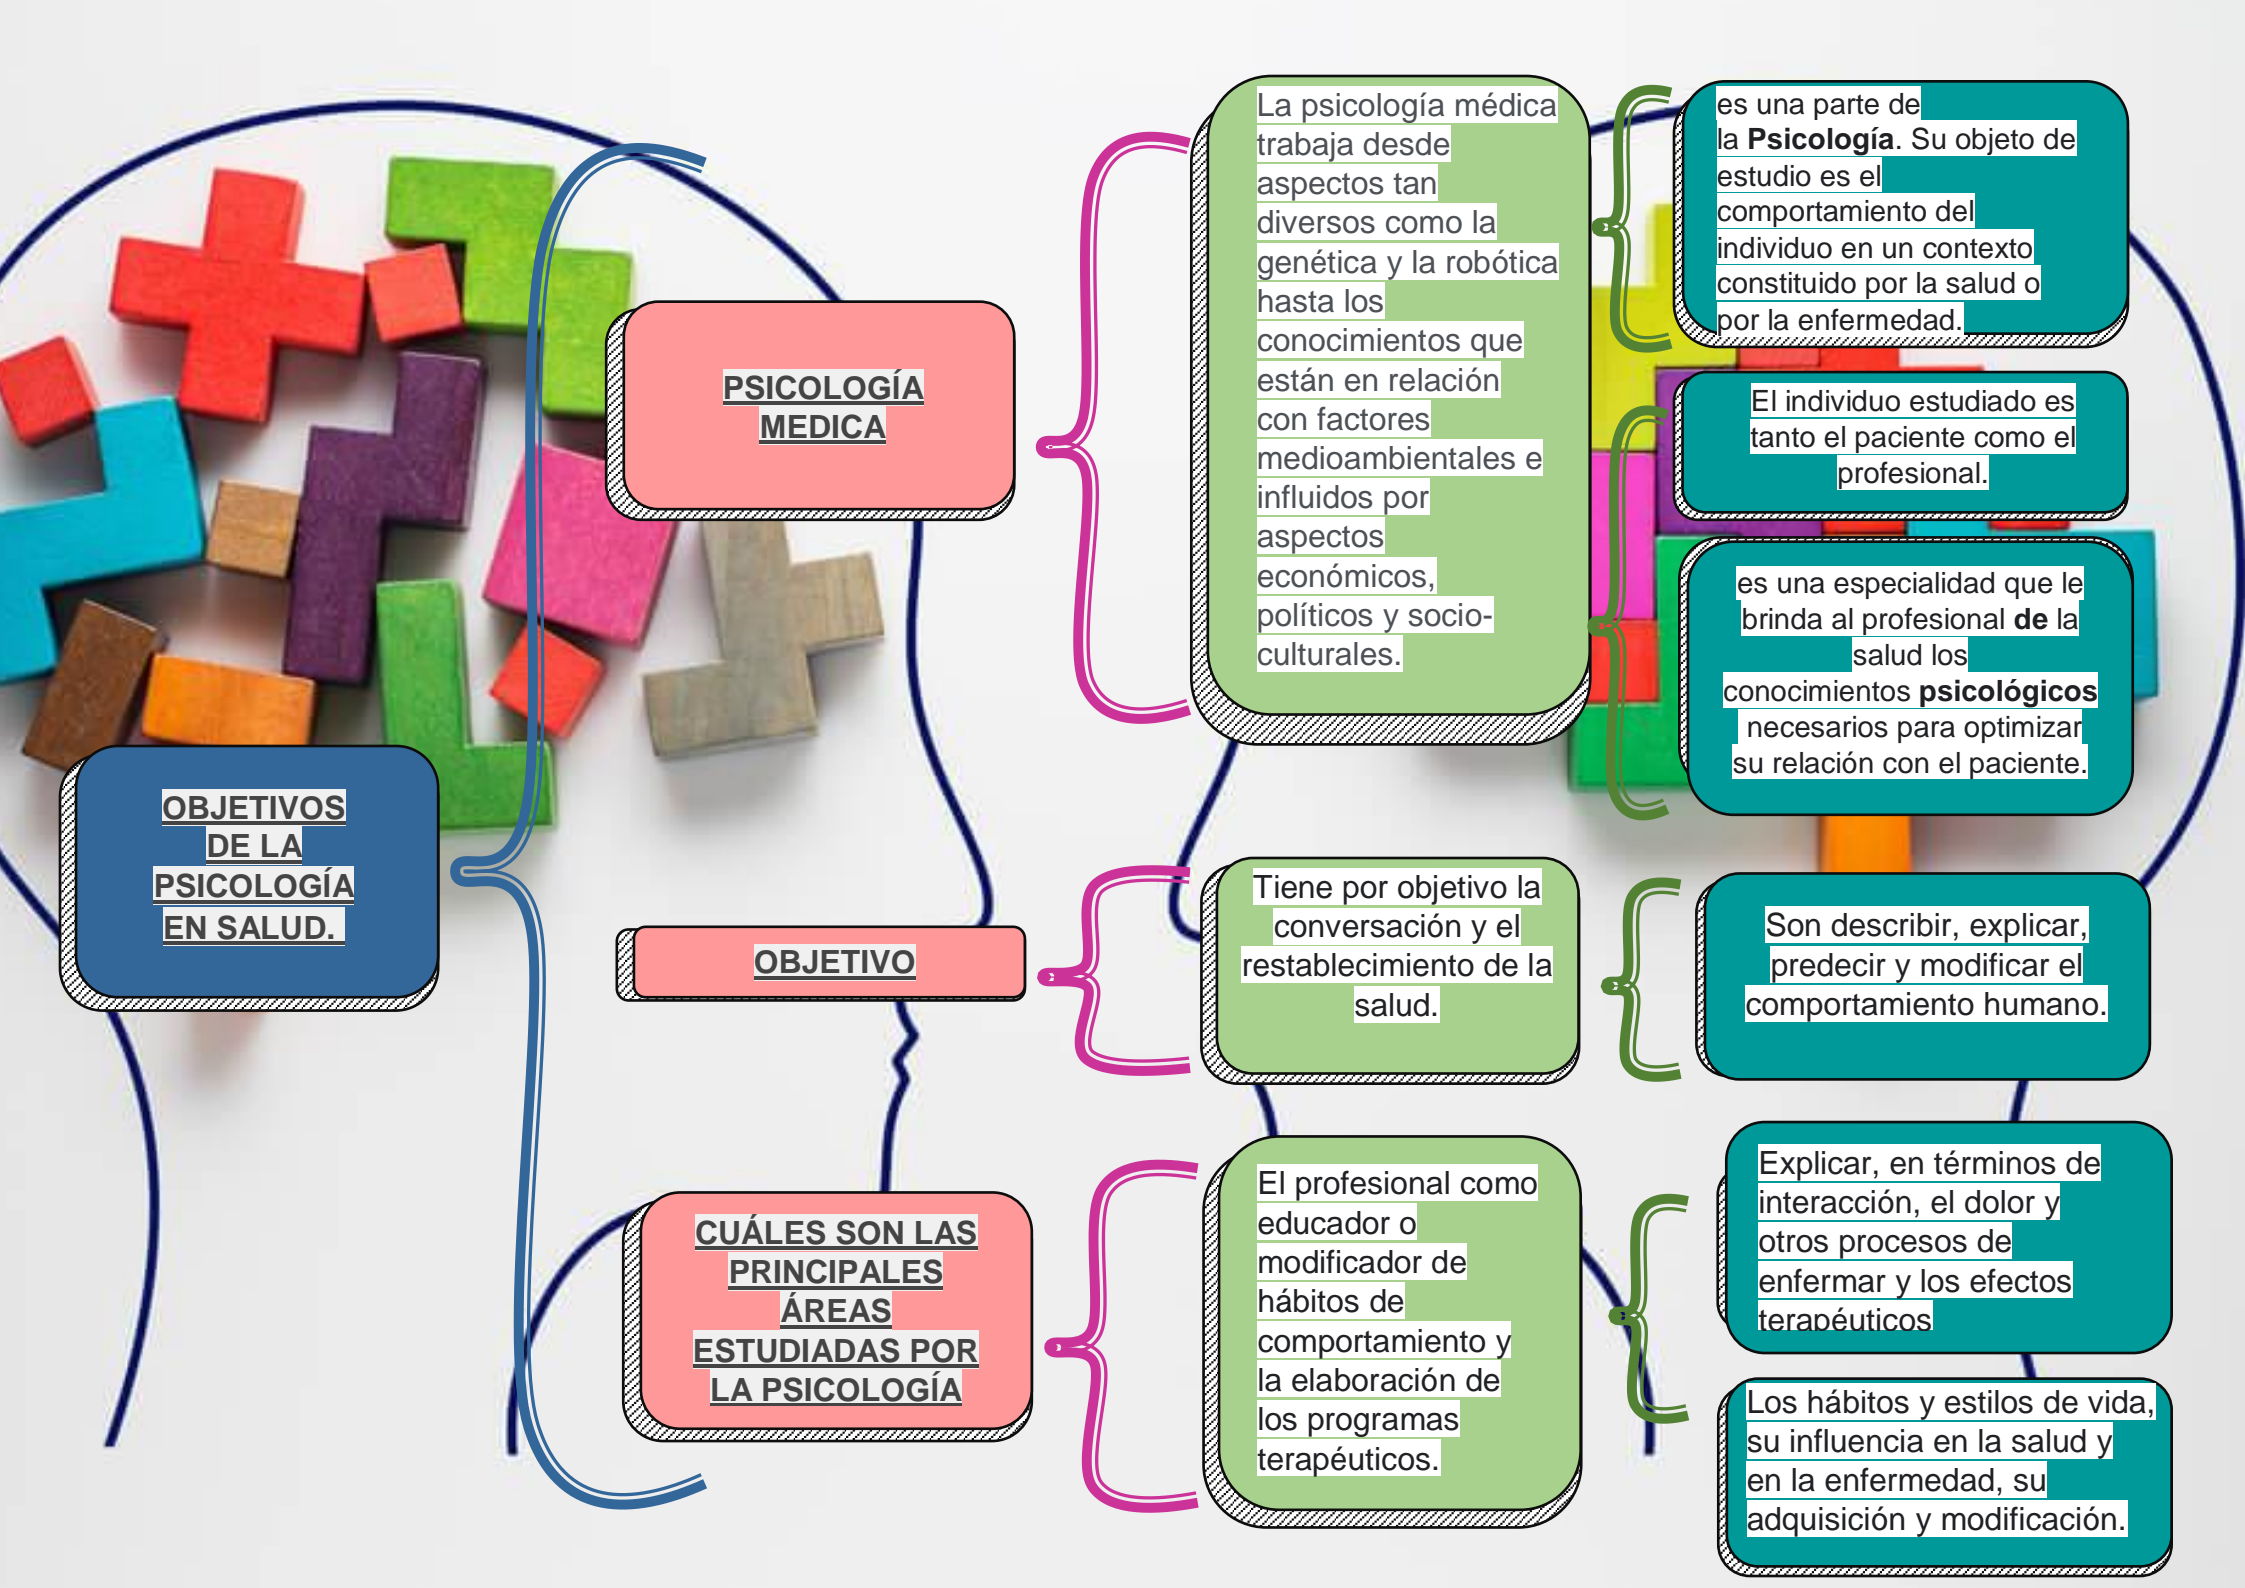 OBJETIVOS
DE LA
PSICOLOGÍA
EN SALUD.
PSICOLOGÍA
MEDICA
La psicología médica
trabaja desde
aspectos tan
diversos como la
genética y la robótica
hasta los
conocimientos que
están en relación
con factores
medioambientales e
influidos por
aspectos
económicos,
políticos y socio-
culturales.
es una parte de
la Psicología. Su objeto de
estudio es el
comportamiento del
individuo en un contexto
constituido por la salud o
por la enfermedad.
El individuo estudiado es
tanto el paciente como el
profesional.
es una especialidad que le
brinda al profesional de la
salud los
conocimientos psicológicos
necesarios para optimizar
su relación con el paciente.
OBJETIVO
Tiene por objetivo la
conversación y el
restablecimiento de la
salud.
Son describir, explicar,
predecir y modificar el
comportamiento humano.
CUÁLES SON LAS
PRINCIPALES
ÁREAS
ESTUDIADAS POR
LA PSICOLOGÍA
El profesional como
educador o
modificador de
hábitos de
comportamiento y
la elaboración de
los programas
terapéuticos.
Explicar, en términos de
interacción, el dolor y
otros procesos de
enfermar y los efectos
terapéuticos
Los hábitos y estilos de vida,
su influencia en la salud y
en la enfermedad, su
adquisición y modificación.